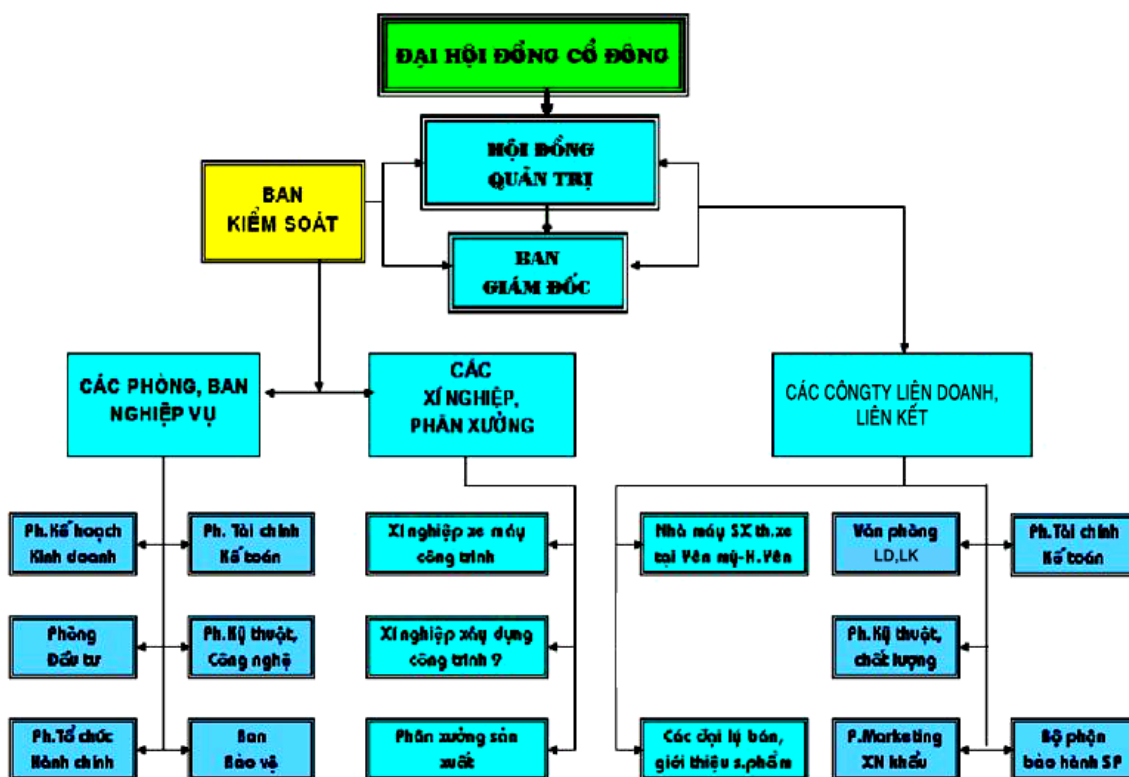 ĐẠI HỘI ĐỒNG CỔ ĐÔNG
HỘI ĐỒNG
QUẢN TRỊ
BAN
KIỂM SOÁT
BAN
GIÁM ĐỐC
CÁC PHÒNG, BAN
NGHIỆP VỤ
CÁC
XÍ NGHIỆP,
PHÂN XƯỞNG
CÁC CÔNGTY LIÊN DOANH,
LIÊN KẾT
Ph.Kế hoạch
Kinh doanh
Ph. Tài chính
Kế toán
Xí nghiệp xe máy
công trình
Nhà máy SX th.xe
tại Yên mỹ-H.Yên
Văn phòng
LD,LK
Ph.Tài chính
Kế toán
Phòng
Đầu tư
Ph.Kỹ thuật,
Công nghệ
Xí nghiệp xây dựng
công trình 9
Ph.Kỹ thuật,
chất lượng
Ph.Tổ chức
Hành chính
Ban
Bảo vệ
Phân xưởng sản
xuất
Các đại lý bán,
giới thiệu s.phẩm
P.Marketing
XN khẩu
Bộ phận
bảo hành SP